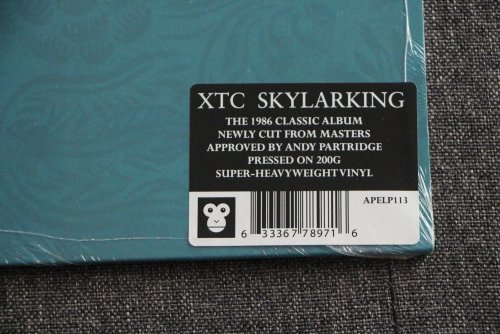 XTC SKYLARKING
THE 1986 CLASSIC ALBUM
NEWLY CUT FROM MASTERS
APPROVED BY ANDY PARTRIDGE
PRESSED ON 200G
SUPER-HEAVYWEIGHT VINYL
APELP113
6 33367 78971 6